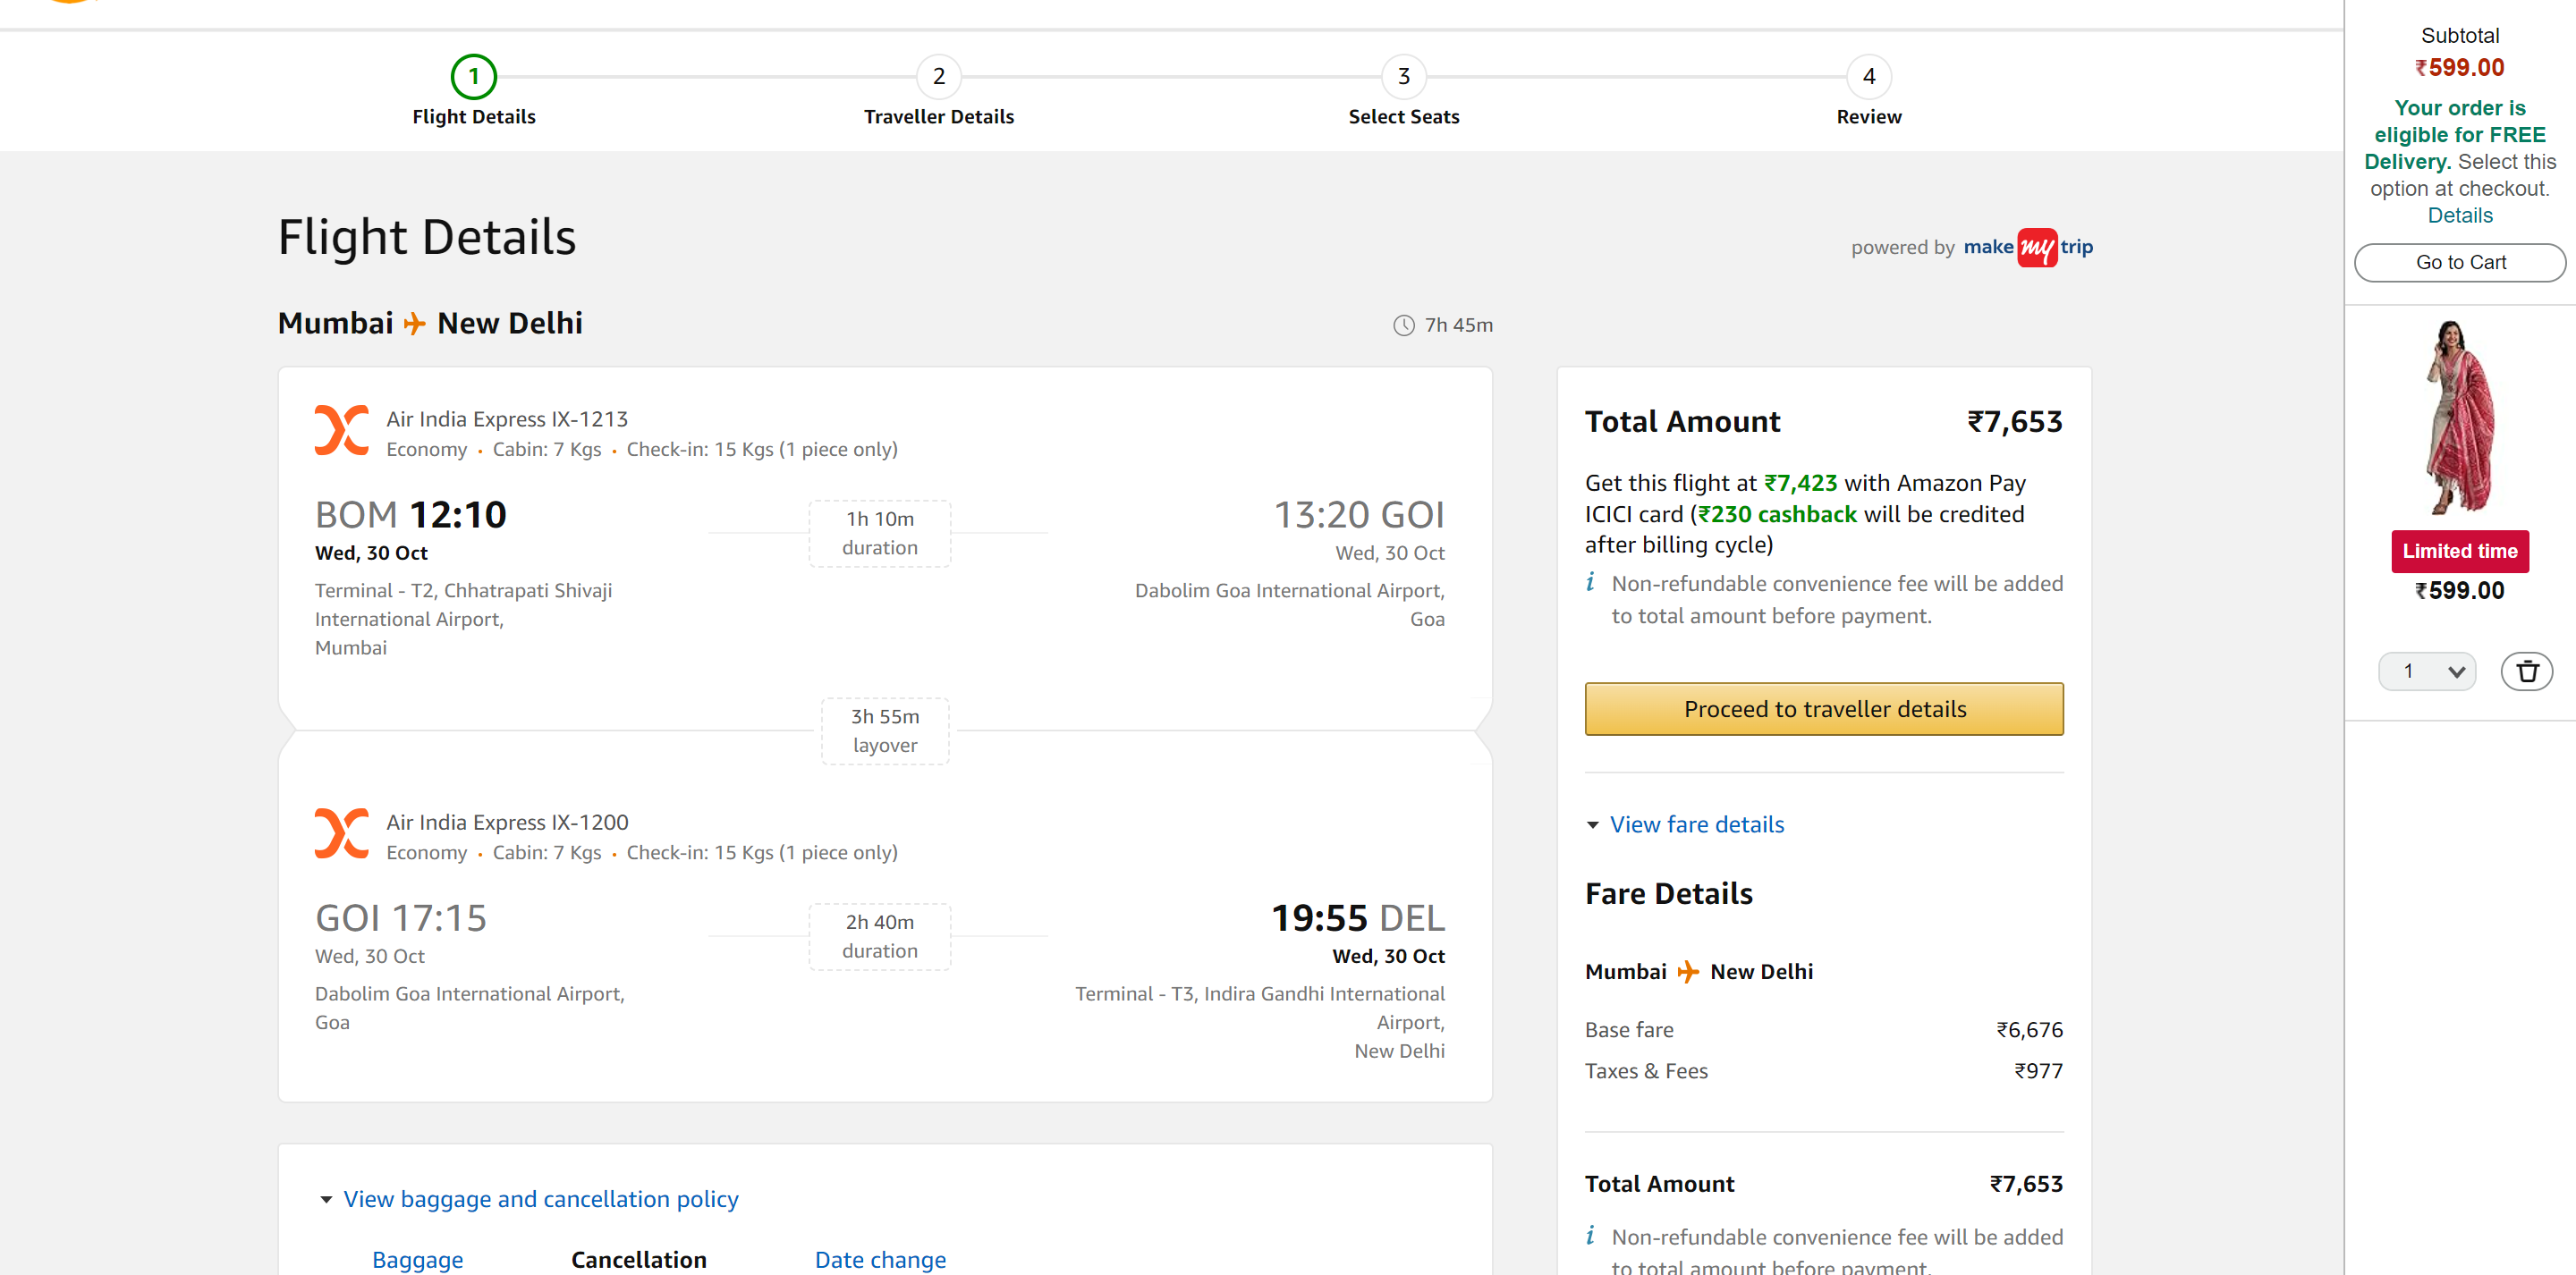 1
Flight Details
2
Traveller Details
3
Select Seats
4
Review
Flight Details
powered by make my trip
Mumbai New Delhi
7h 45m
Air India Express IX-1213
Economy • Cabin: 7 Kgs • Check-in: 15 Kgs (1 piece only)
BOM 12:10
Wed, 30 Oct
Terminal - T2, Chhatrapati Shivaji
International Airport,
Mumbai
1h 10m
duration
13:20 GOI
Wed, 30 Oct
Dabolim Goa International Airport,
Goa
3h 55m
layover
Air India Express IX-1200
Economy • Cabin: 7 Kgs • Check-in: 15 Kgs (1 piece only)
GOI 17:15
Wed, 30 Oct
Dabolim Goa International Airport,
Goa
2h 40m
duration
19:55 DEL
Wed, 30 Oct
Terminal - T3, Indira Gandhi International
Airport,
New Delhi
View baggage and cancellation policy
Baggage
Cancellation
Date change
Total Amount ₹7,653
Get this flight at ₹7,423 with Amazon Pay
ICICI card (₹230 cashback will be credited
after billing cycle)
i Non-refundable convenience fee will be added
to total amount before payment.
Proceed to traveller details
View fare details
Fare Details
Mumbai New Delhi
Base fare ₹6,676
Taxes & Fees ₹977
Total Amount ₹7,653
i Non-refundable convenience fee will be added
to total amount before payment.
Subtotal
₹599.00
Your order is
eligible for FREE
Delivery. Select this
option at checkout.
Details
Go to Cart
Limited time
₹599.00
1